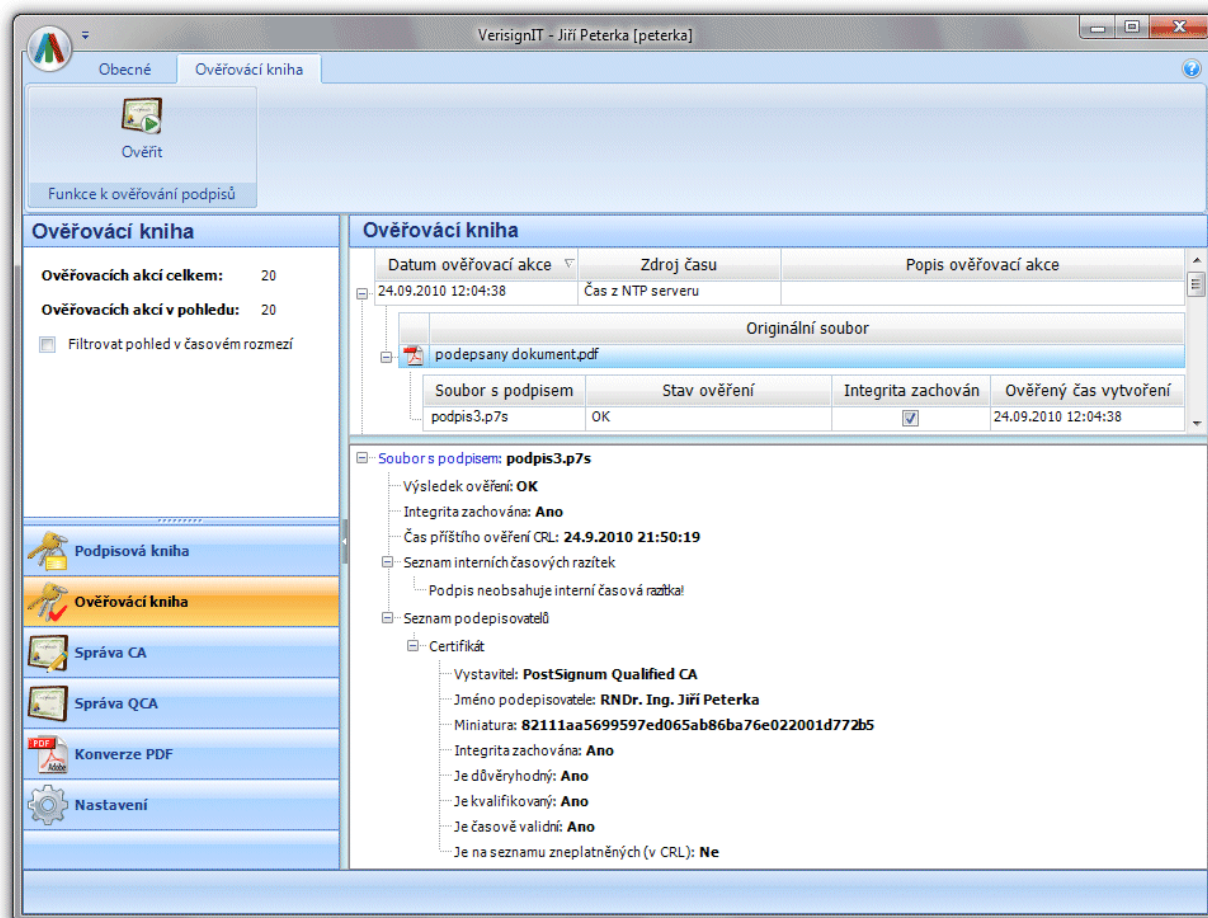 VerisignIT - Jiří Peterka [peterka]
Obecné
Ověřovácí kniha
Ověřit
Funkce k ověřování podpisů
Ověřovácí kniha
Ověřovacích akcí celkem: 20
Ověřovacích akcí v pohledu: 20
Filtrovat pohled v časovém rozmezí
Podpisová kniha
Ověřovácí kniha
Správa CA
Správa QCA
PDF
Adobe
Konverze PDF
Nastavení
Ověřovácí kniha
Datum ověřovací akce Zdroj času Popis ověřovací akce
24.09.2010 12:04:38 Čas z NTP serveru
Originální soubor
podepsany dokument.pdf
Soubor s podpisem Stav ověření Integrita zachován Ověřený čas vytvoření
podpis3.p7s OK 24.09.2010 12:04:38
Soubor s podpisem: podpis3.p7s
Výsledek ověření: OK
Integrita zachována: Ano
Čas příštího ověření CRL: 24.9.2010 21:50:19
Seznam interních časových razítek
Podpis neobsahuje interní časová razítka!
Seznam podepisovatelů
Certifikát
Vystavitel: PostSignum Qualified CA
Jméno podepisovatele: RNDr. Ing. Jiří Peterka
Miniatura: 82111aa5699597ed065ab86ba76e022001d772b5
Integrita zachována: Ano
Je důvěryhodný: Ano
Je kvalifikovaný: Ano
Je časově validní: Ano
Je na seznamu zneplatněných (v CRL): Ne